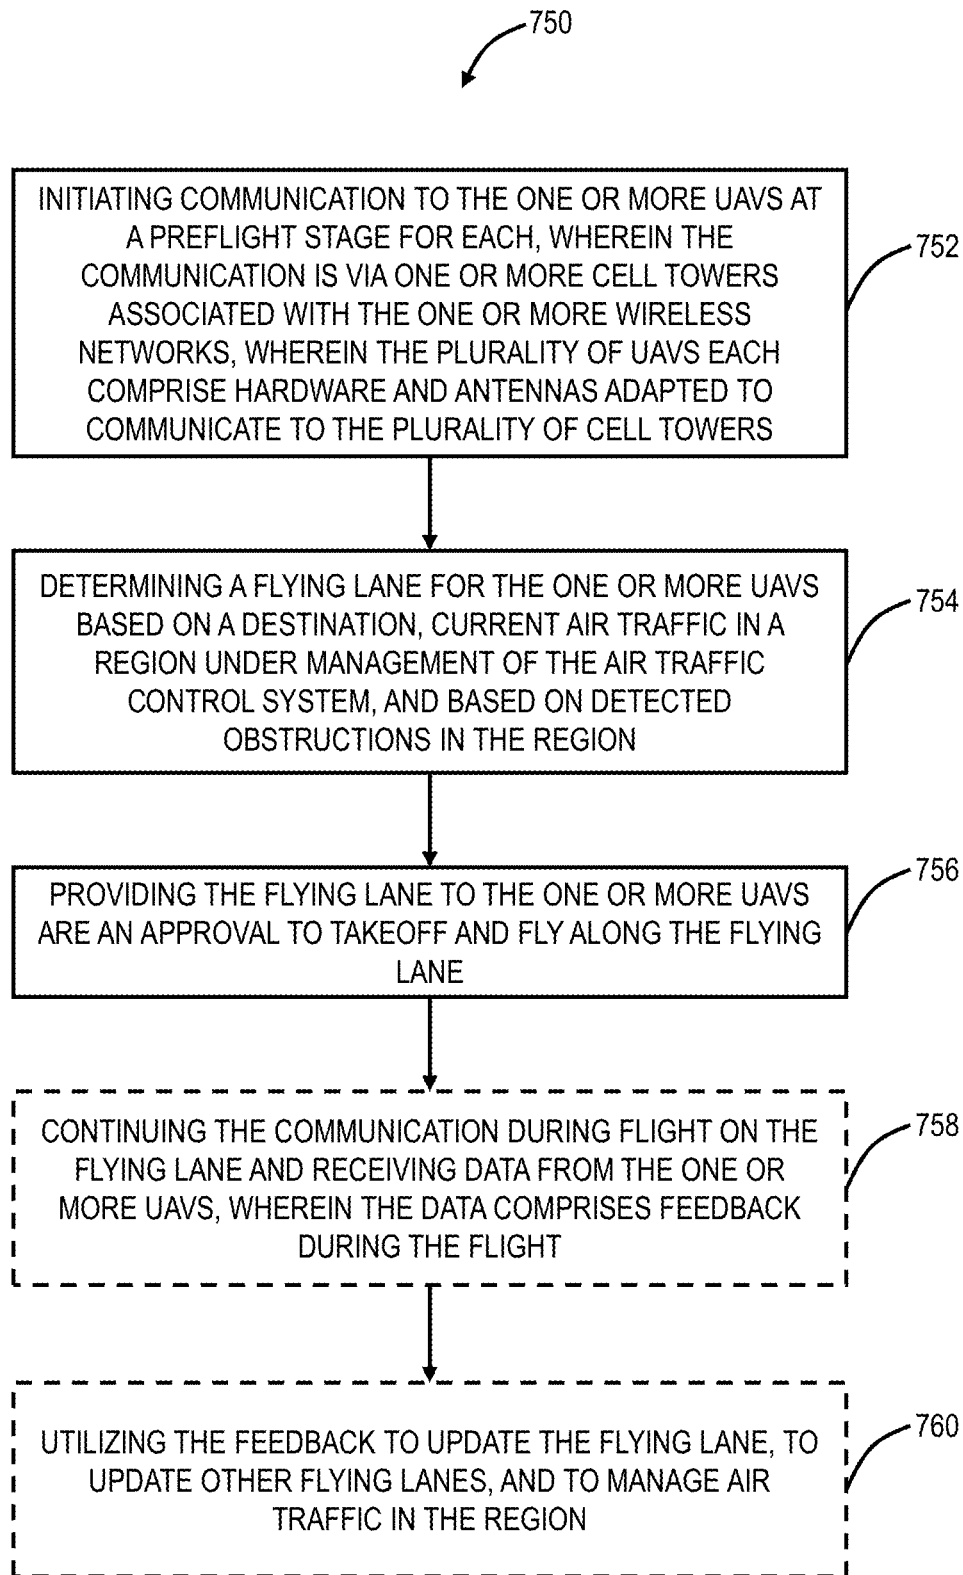 750
INITIATING COMMUNICATION TO THE ONE OR MORE UAVS AT
A PREFLIGHT STAGE FOR EACH, WHEREIN THE
COMMUNICATION IS VIA ONE OR MORE CELL TOWERS
ASSOCIATED WITH THE ONE OR MORE WIRELESS
NETWORKS, WHEREIN THE PLURALITY OF UAVS EACH
COMPRISE HARDWARE AND ANTENNAS ADAPTED TO
COMMUNICATE TO THE PLURALITY OF CELL TOWERS
752
DETERMINING A FLYING LANE FOR THE ONE OR MORE UAVS
BASED ON A DESTINATION, CURRENT AIR TRAFFIC IN A
REGION UNDER MANAGEMENT OF THE AIR TRAFFIC
CONTROL SYSTEM, AND BASED ON DETECTED
OBSTRUCTIONS IN THE REGION
754
PROVIDING THE FLYING LANE TO THE ONE OR MORE UAVS
ARE AN APPROVAL TO TAKEOFF AND FLY ALONG THE FLYING
LANE
756
CONTINUING THE COMMUNICATION DURING FLIGHT ON THE
FLYING LANE AND RECEIVING DATA FROM THE ONE OR
MORE UAVS, WHEREIN THE DATA COMPRISES FEEDBACK
DURING THE FLIGHT
758
UTILIZING THE FEEDBACK TO UPDATE THE FLYING LANE, TO
UPDATE OTHER FLYING LANES, AND TO MANAGE AIR
TRAFFIC IN THE REGION
760